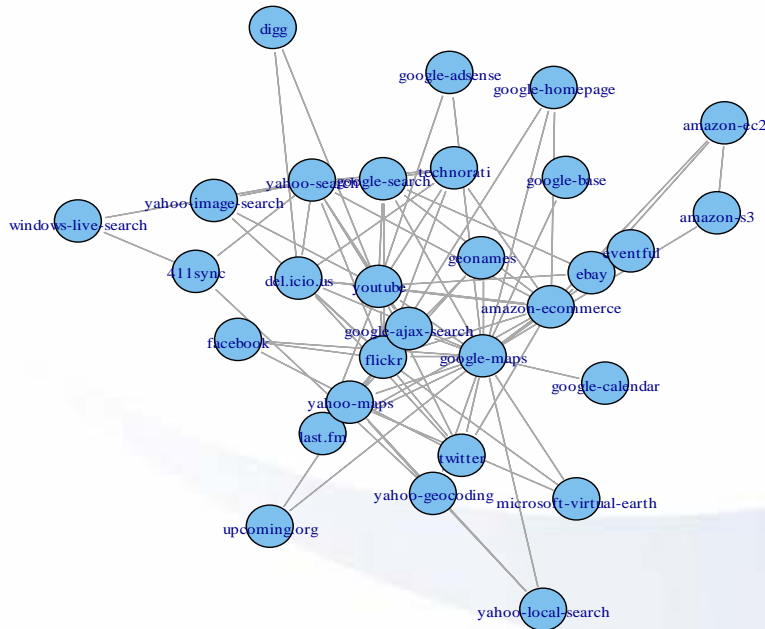 digg
google-adsense
google-homepage
amazon-ec2
technorati
yahoo-search
google-search
google-base
yahoo-image-search
amazon-s3
windows-live-search
eventful
geonames
411sync
del.icio.us
youtube
ebay
amazon-ecommerce
google-ajax-search
facebook
flickr
google-maps
google-calendar
yahoo-maps
last.fm
twitter
yahoo-geocoding
microsoft-virtual-earth
upcoming.org
yahoo-local-search